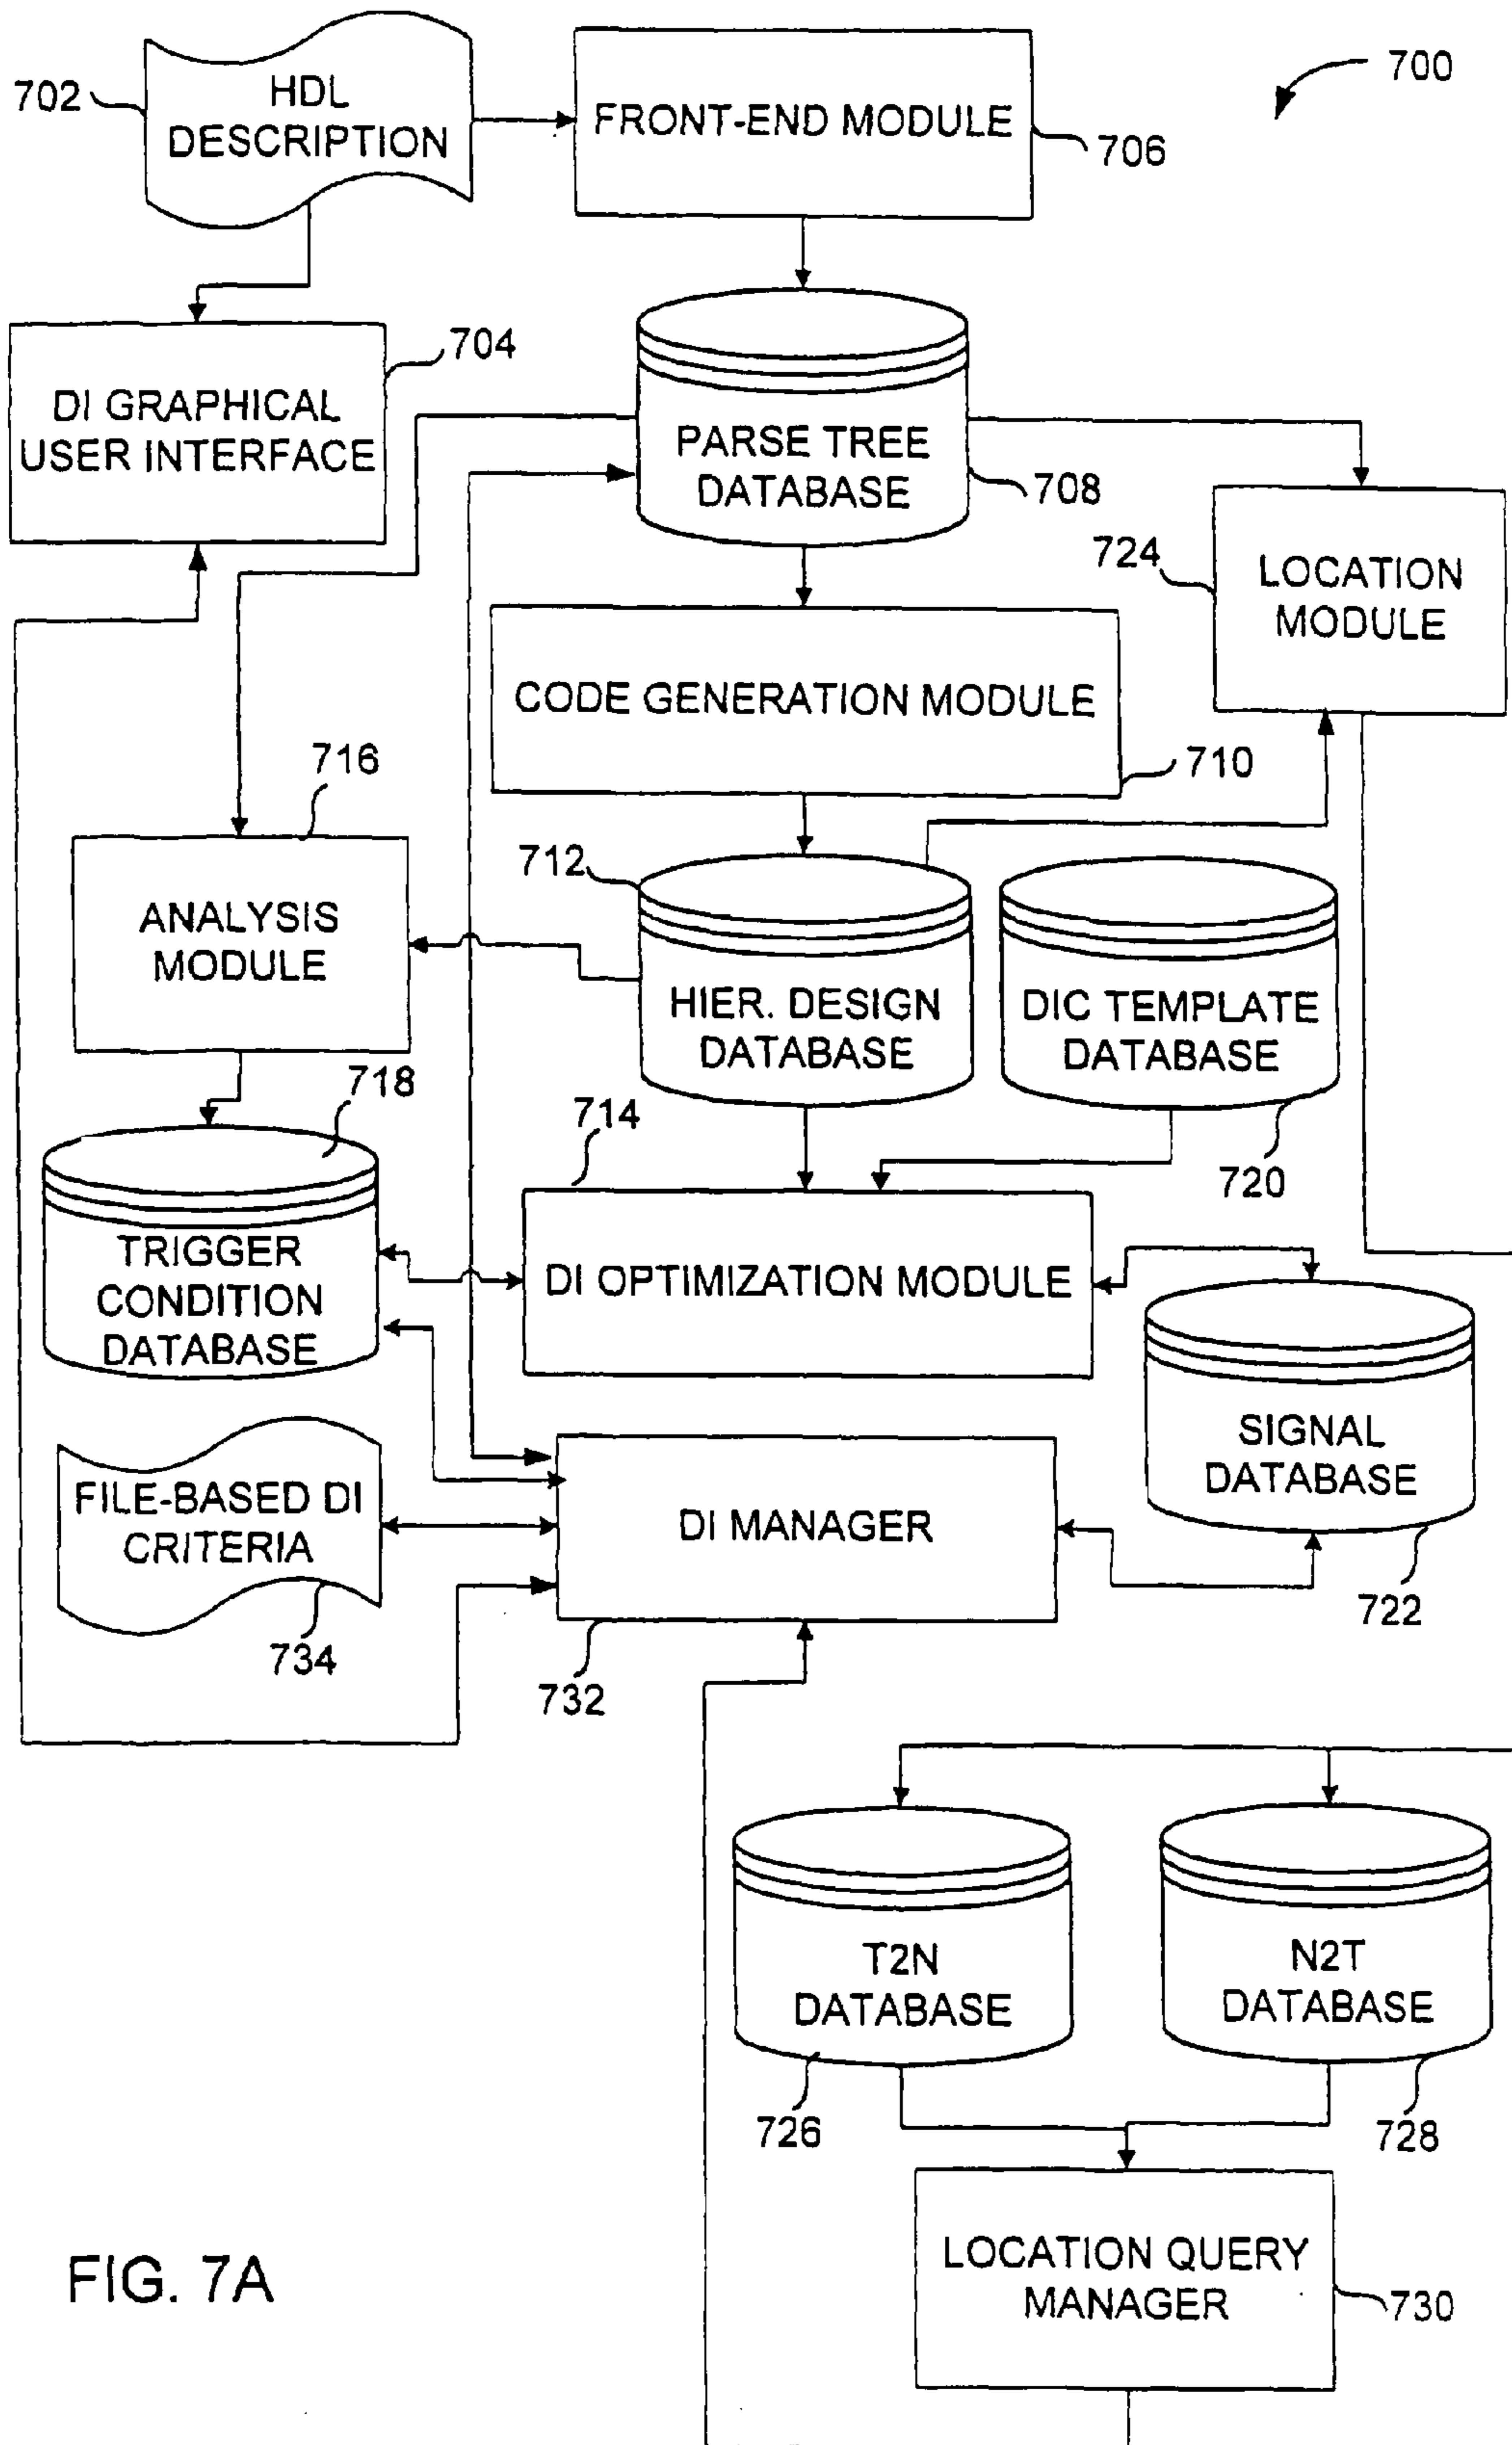 700
702
HDL
DESCRIPTION
FRONT-END MODULE
706
704
DI GRAPHICAL
USER INTERFACE
PARSE TREE
DATABASE
708
724
LOCATION
MODULE
CODE GENERATION MODULE
710
716
ANALYSIS
MODULE
712
HIER. DESIGN
DATABASE
DIC TEMPLATE
DATABASE
720
718
TRIGGER
CONDITION
DATABASE
714
DI OPTIMIZATION MODULE
SIGNAL
DATABASE
722
FILE-BASED DI
CRITERIA
734
DI MANAGER
732
T2N
DATABASE
726
N2T
DATABASE
728
LOCATION QUERY
MANAGER
730
FIG. 7A